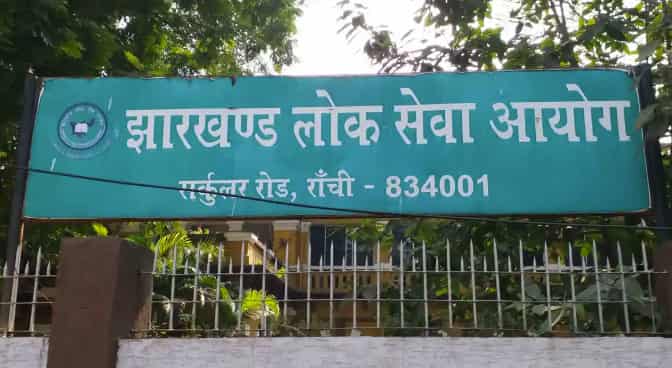 झारखण्ड लोक सेवा आयोग
सर्कुलर रोड, राँची - 834001